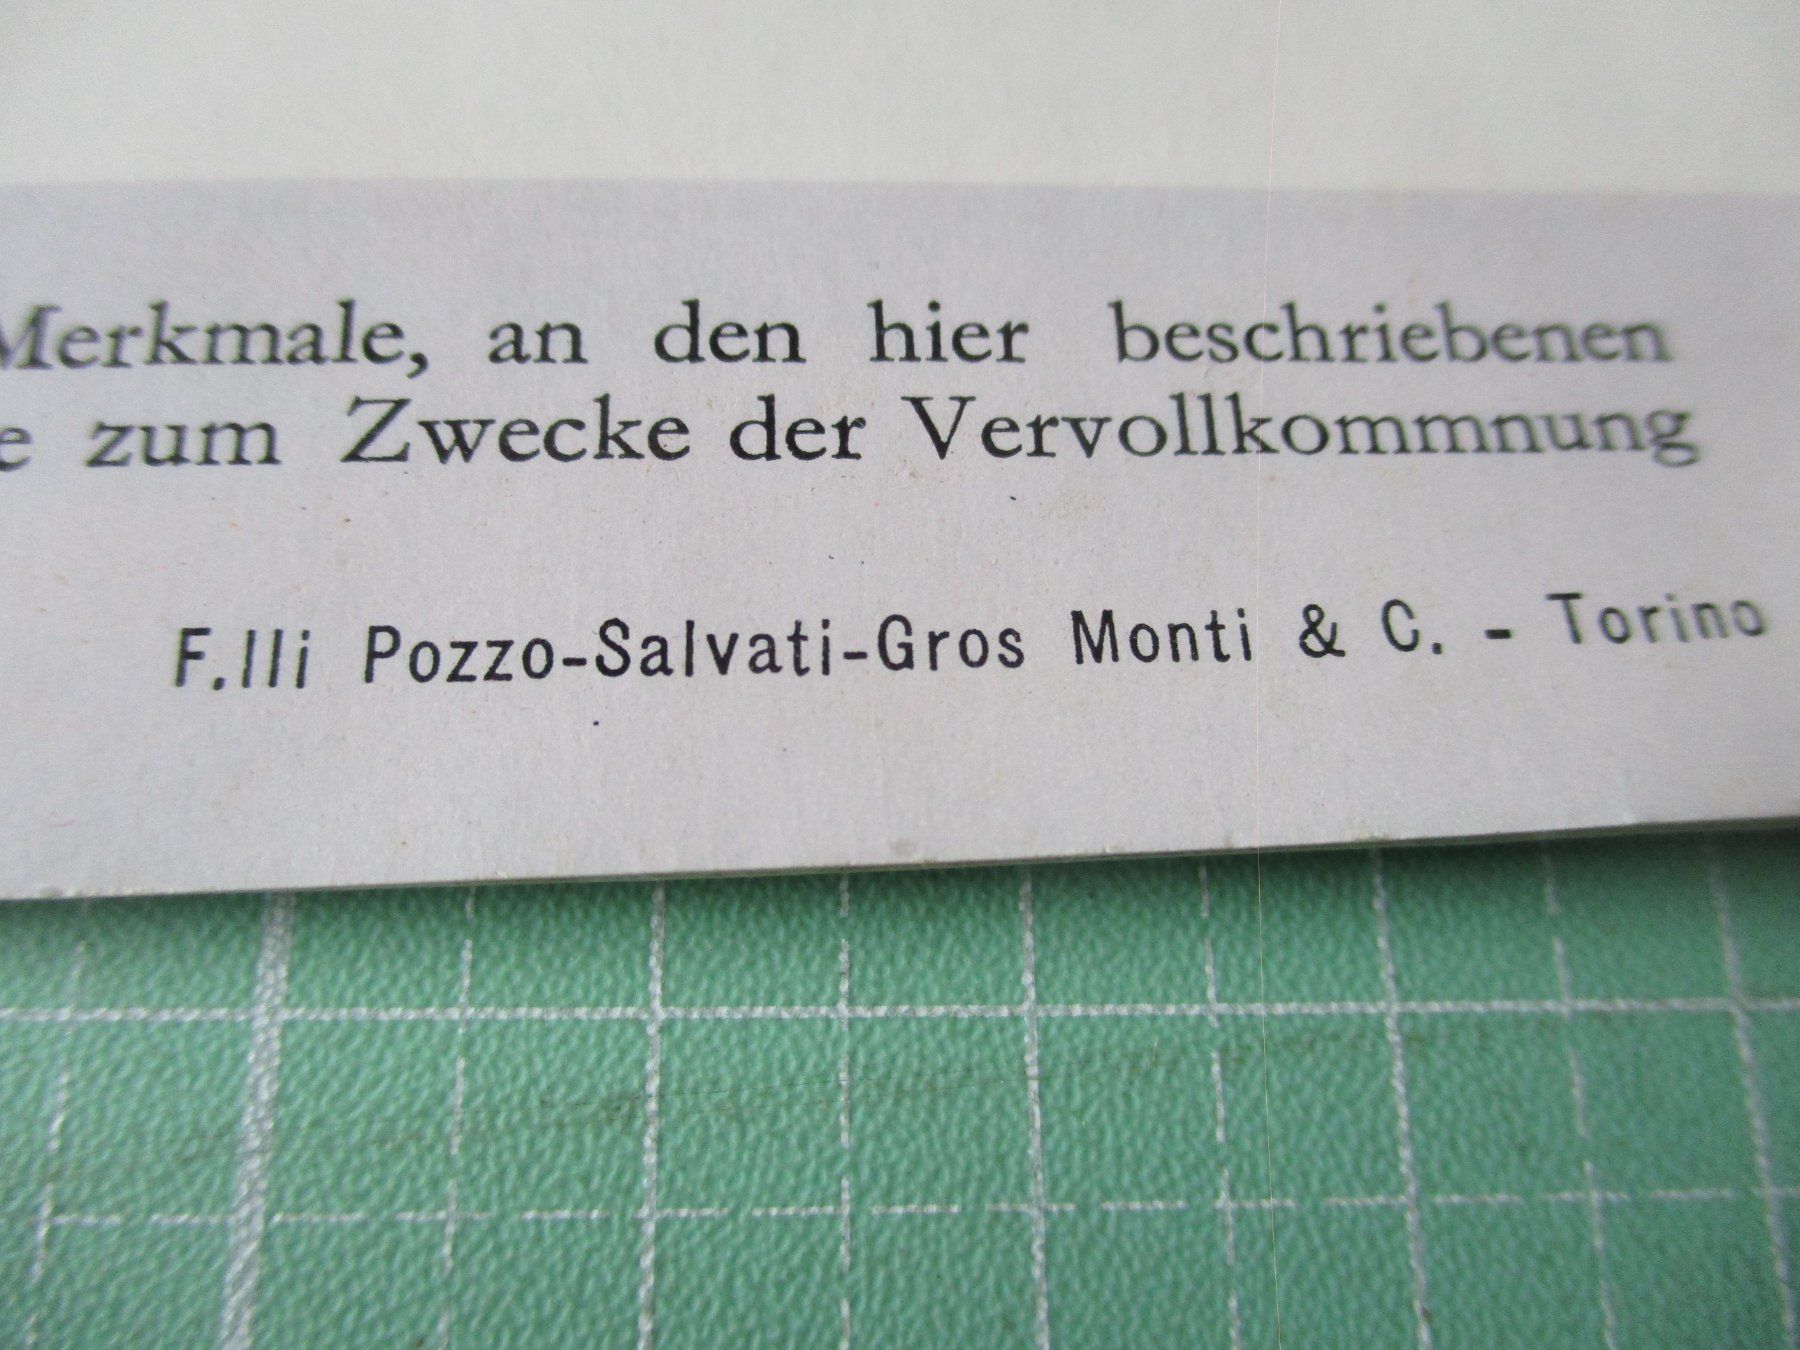 Merkmale, an den hier beschriebenen
e zum Zwecke der Vervollkommnung
F.lli Pozzo-Salvati-Gros Monti & C. - Torino